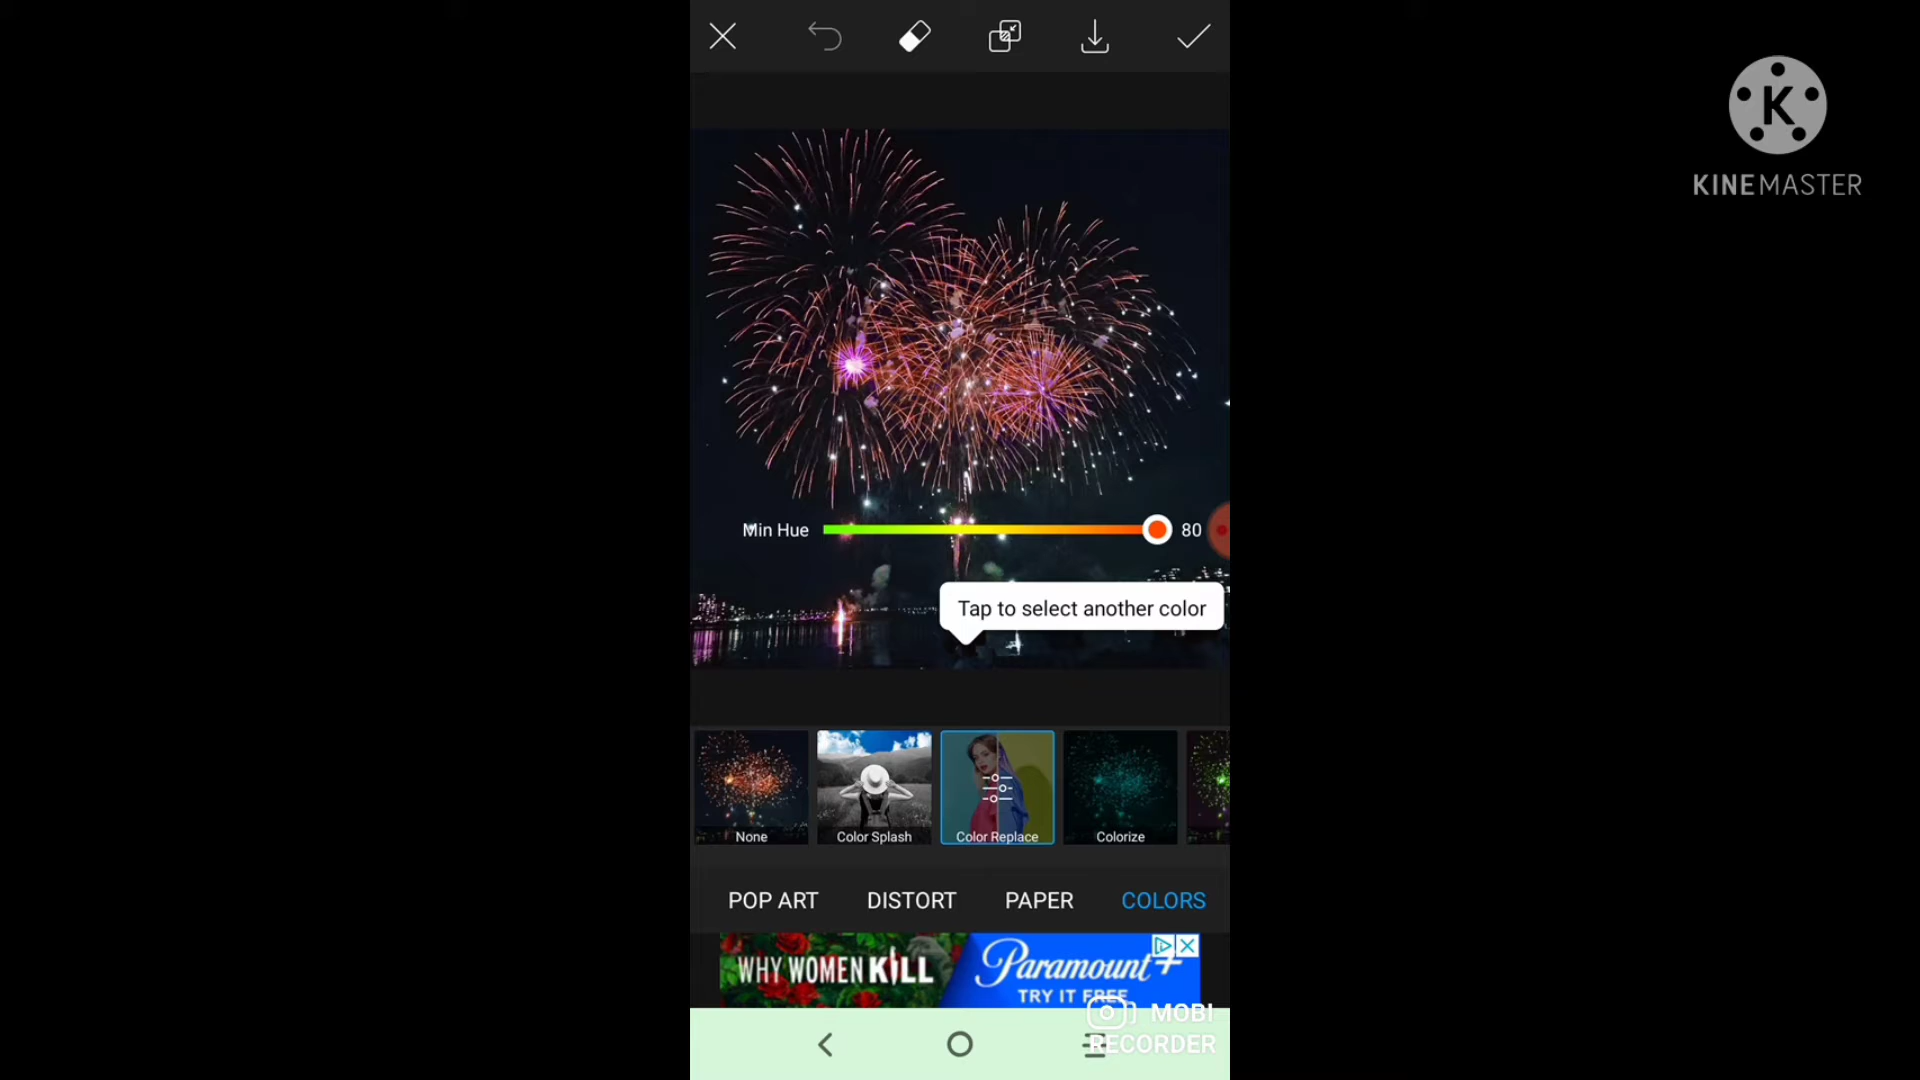 K
KINEMASTER
Min Hue 80
Tap to select another color
None Color Splash Color Replace Colorize
POP ART DISTORT PAPER COLORS
WHY WOMEN KILL Paramount+
TRY IT FREE
MOBI
RECORDER